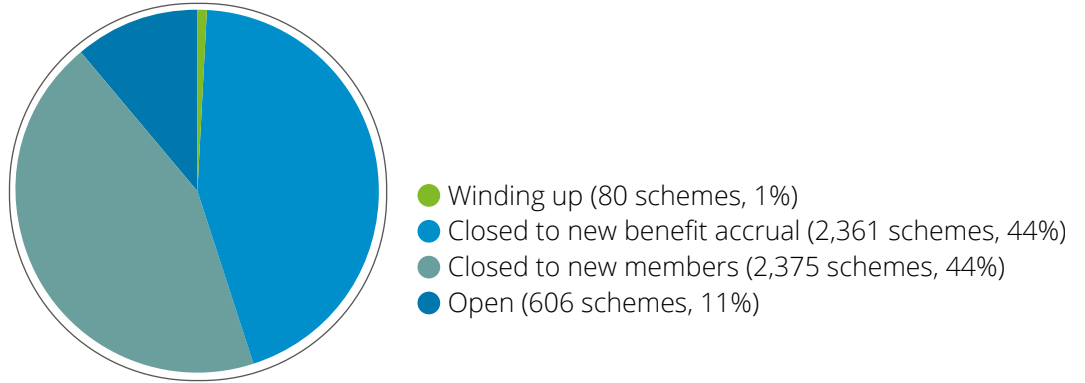 Winding up (80 schemes, 1%)
Closed to new benefit accrual (2,361 schemes, 44%)
Closed to new members (2,375 schemes, 44%)
Open (606 schemes, 11%)